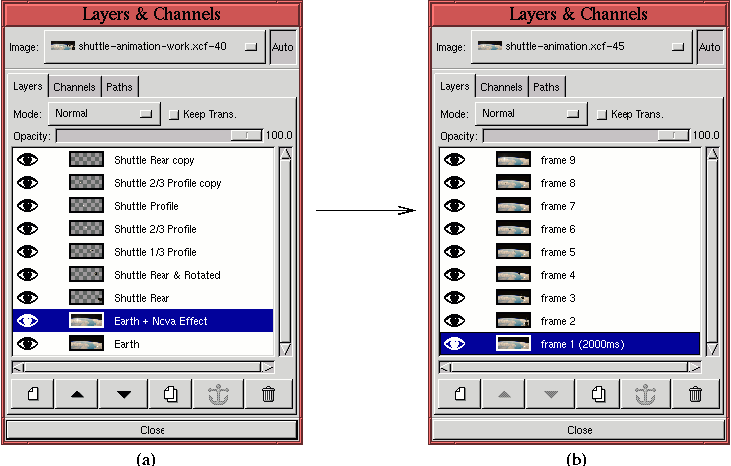 Layers & Channels
Image: shuttle-animation-work.xcf-40 Auto
Layers Channels Paths
Mode: Normal Keep Trans.
Opacity: 100.0
Shuttle Rear copy
Shuttle 2/3 Profile copy
Shuttle Profile
Shuttle 2/3 Profile
Shuttle 1/3 Profile
Shuttle Rear & Rotated
Shuttle Rear
Earth + Nova Effect
Earth
Close
(a)
Layers & Channels
Image: shuttle-animation.xcf-45 Auto
Layers Channels Paths
Mode: Normal Keep Trans.
Opacity: 100.0
frame 9
frame 8
frame 7
frame 6
frame 5
frame 4
frame 3
frame 2
frame 1 (2000ms)
Close
(b)